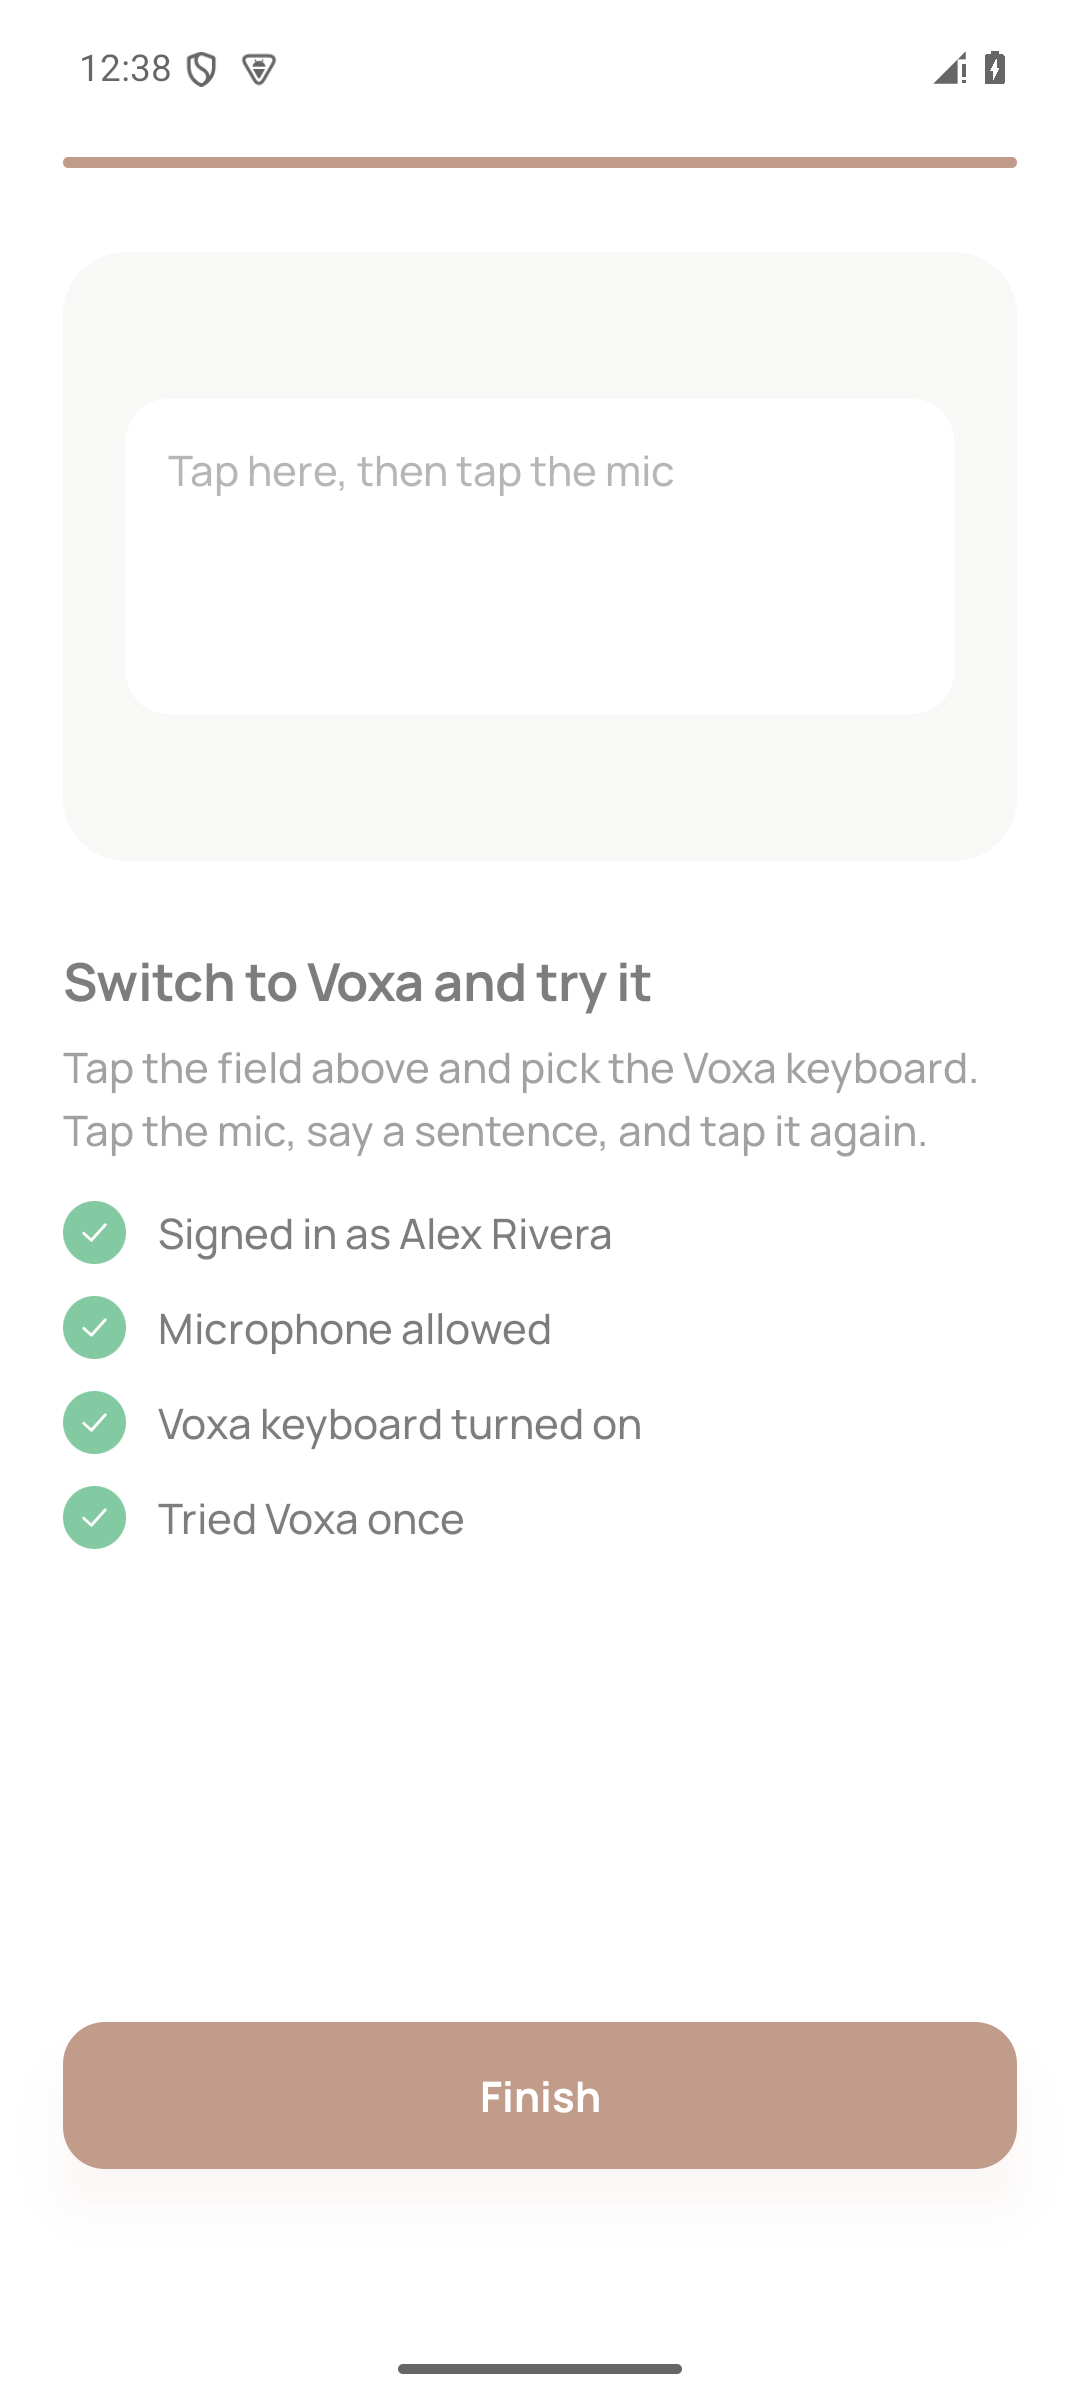 12:38
Tap here, then tap the mic
Switch to Voxa and try it
Tap the field above and pick the Voxa keyboard.
Tap the mic, say a sentence, and tap it again.
Signed in as Alex Rivera
Microphone allowed
Voxa keyboard turned on
Tried Voxa once
Finish